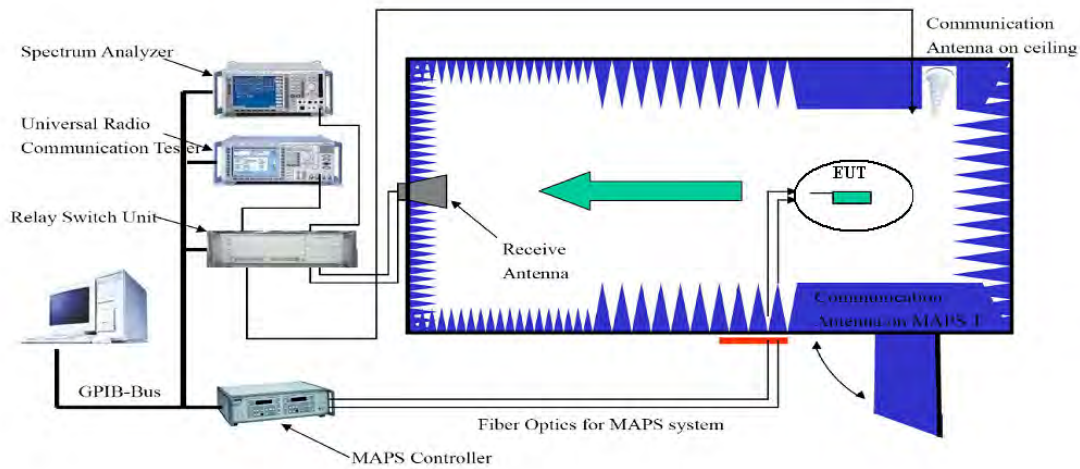 Communication
Antenna on ceiling
Spectrum Analyzer
Universal Radio
Communication Tester
EUT
Relay Switch Unit
Receive
Antenna
Communication
Antenna on MAPS T
GPIB-Bus
Fiber Optics for MAPS system
MAPS Controller